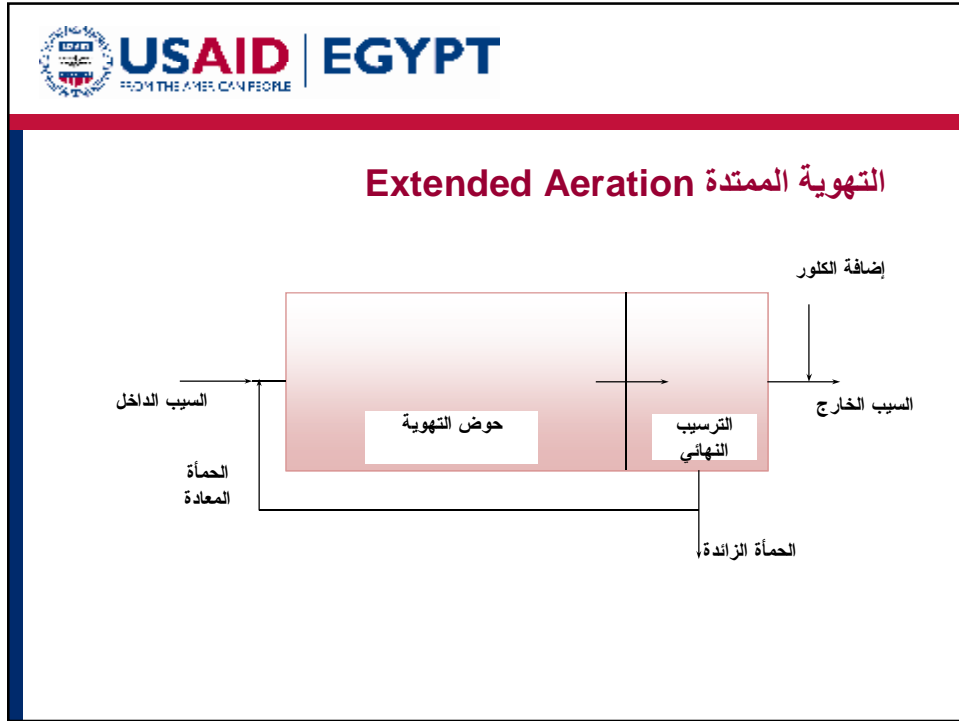 USAID | EGYPT
FROM THE AMERICAN PEOPLE
التهوية الممتدة Extended Aeration
إضافة الكلور
السيب الداخل
السيب الخارج
حوض التهوية
الترسيب
النهائي
الحمأة
المعادة
الحمأة الزائدة